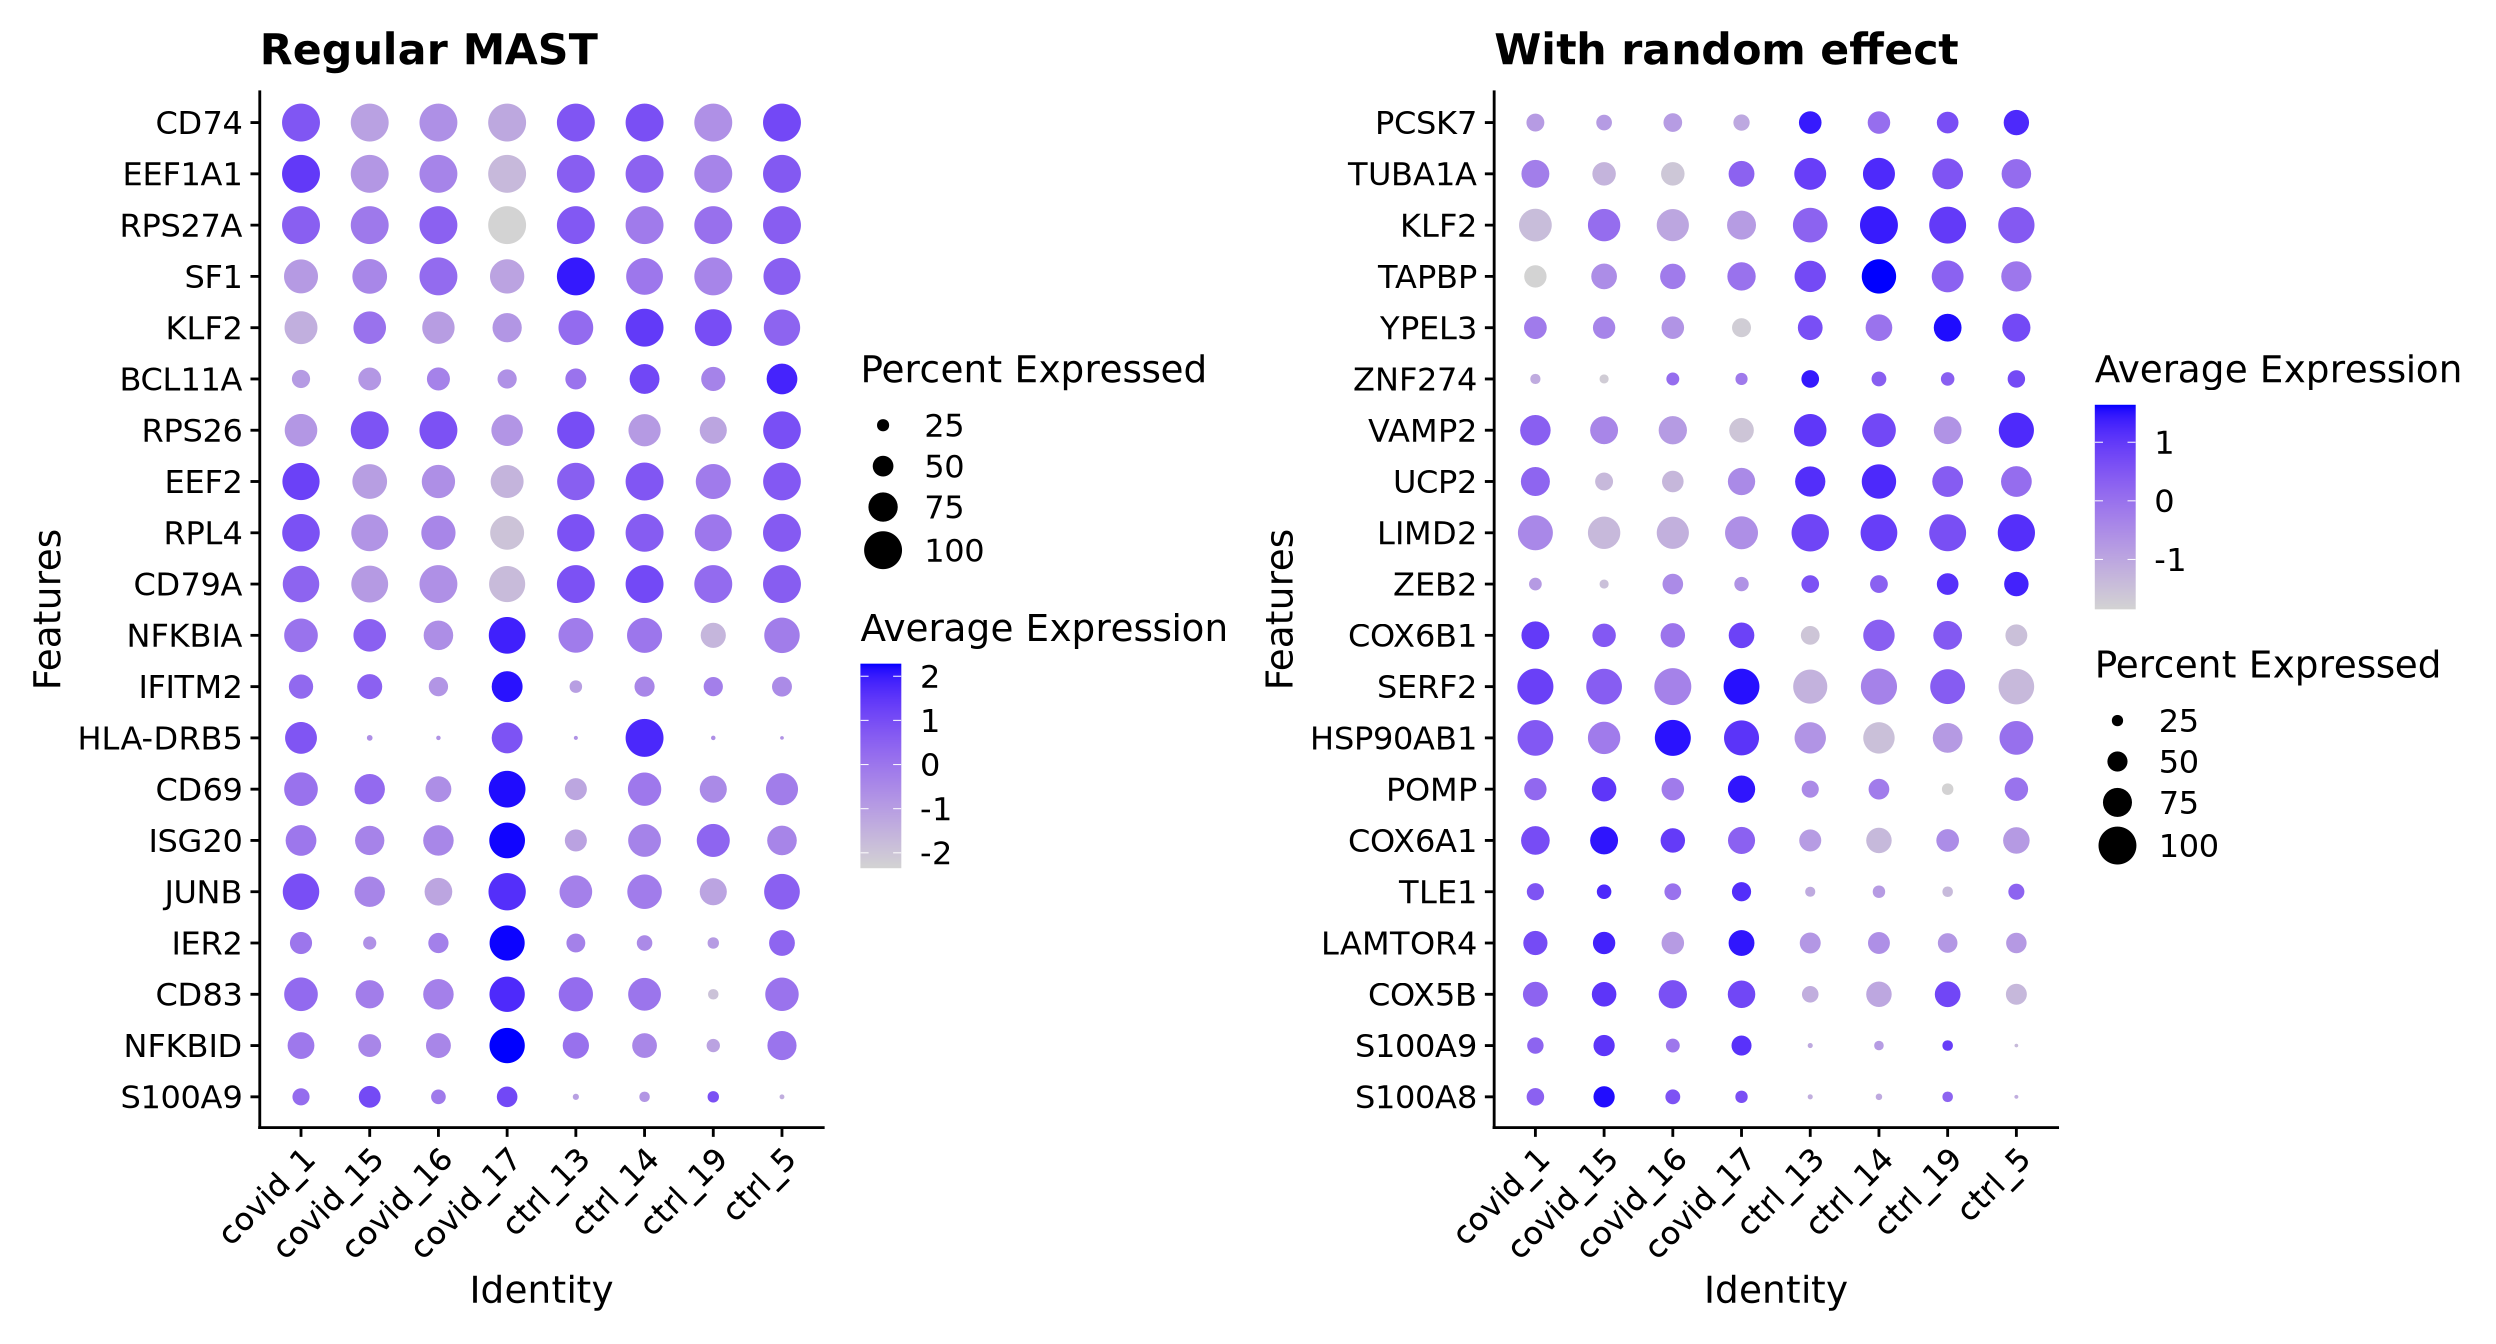 Regular MAST
Features
CD74
EEF1A1
RPS27A
SF1
KLF2
BCL11A
RPS26
EEF2
RPL4
CD79A
NFKBIA
IFITM2
HLA-DRB5
CD69
ISG20
JUNB
IER2
CD83
NFKBID
S100A9
covid_1
covid_15
covid_16
covid_17
ctrl_13
ctrl_14
ctrl_19
ctrl_5
Identity
Percent Expressed
25
50
75
100
Average Expression
2
1
0
-1
-2
With random effect
Features
PCSK7
TUBA1A
KLF2
TAPBP
YPEL3
ZNF274
VAMP2
UCP2
LIMD2
ZEB2
COX6B1
SERF2
HSP90AB1
POMP
COX6A1
TLE1
LAMTOR4
COX5B
S100A9
S100A8
covid_1
covid_15
covid_16
covid_17
ctrl_13
ctrl_14
ctrl_19
ctrl_5
Identity
Average Expression
1
0
-1
Percent Expressed
25
50
75
100